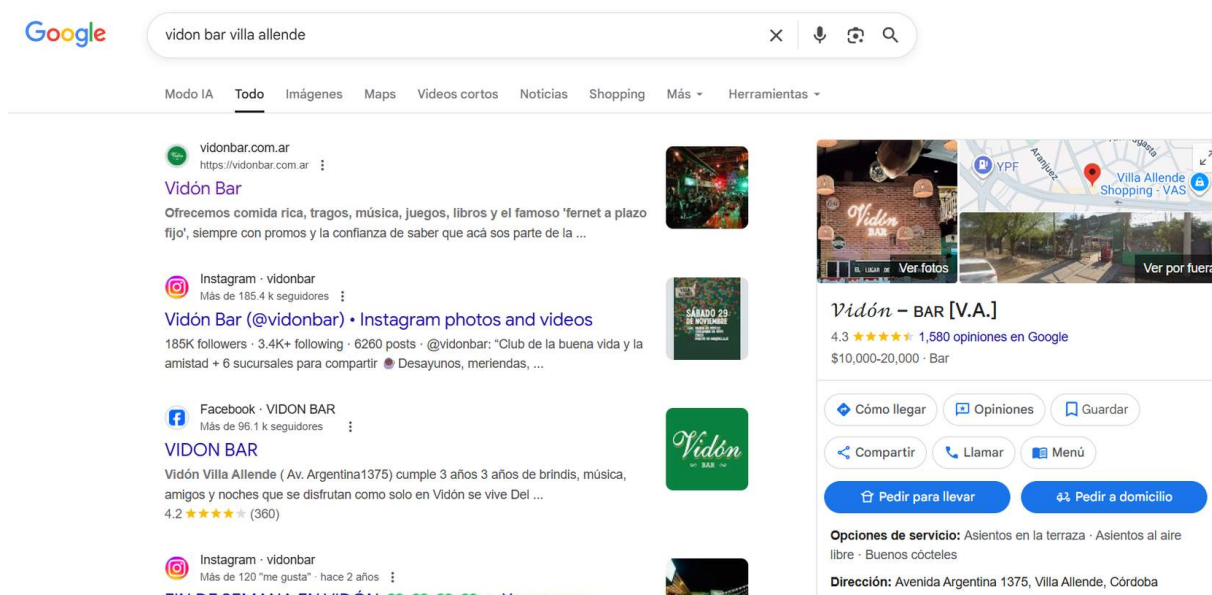 Google
vidon bar villa allende
Modo IA
Todo
Imágenes
Maps
Videos cortos
Noticias
Shopping
Más
Herramientas
vidonbar.com.ar
https://vidonbar.com.ar
Vidón Bar
Ofrecemos comida rica, tragos, música, juegos, libros y el famoso 'fernet a plazo
fijo', siempre con promos y la confianza de saber que acá sos parte de la ...
Instagram · vidonbar
Más de 185.4 k seguidores
Vidón Bar (@vidonbar) • Instagram photos and videos
185K followers · 3.4K+ following · 6260 posts · @vidonbar: “Club de la buena vida y la
amistad + 6 sucursales para compartir Desayunos, meriendas, ...
SÁBADO 29
DE NOVIEMBRE
Facebook · VIDON BAR
Más de 96.1 k seguidores
VIDON BAR
Vidón Villa Allende ( Av. Argentina1375) cumple 3 años 3 años de brindis, música,
amigos y noches que se disfrutan como solo en Vidón se vive Del ...
4.2 (360)
Vidón
BAR
Instagram · vidonbar
Más de 120 "me gusta" · hace 2 años
FIN DE SEMANA EN VIDÓN
Vidón
BAR
EL LUGAR DE
Ver fotos
YPF
Aranjuez
Villa Allende
Shopping - VAS
Ver por fuera
Vidón – BAR [V.A.]
4.3 1,580 opiniones en Google
$10,000-20,000 · Bar
Cómo llegar
Opiniones
Guardar
Compartir
Llamar
Menú
Pedir para llevar
Pedir a domicilio
Opciones de servicio: Asientos en la terraza · Asientos al aire
libre · Buenos cócteles
Dirección: Avenida Argentina 1375, Villa Allende, Córdoba